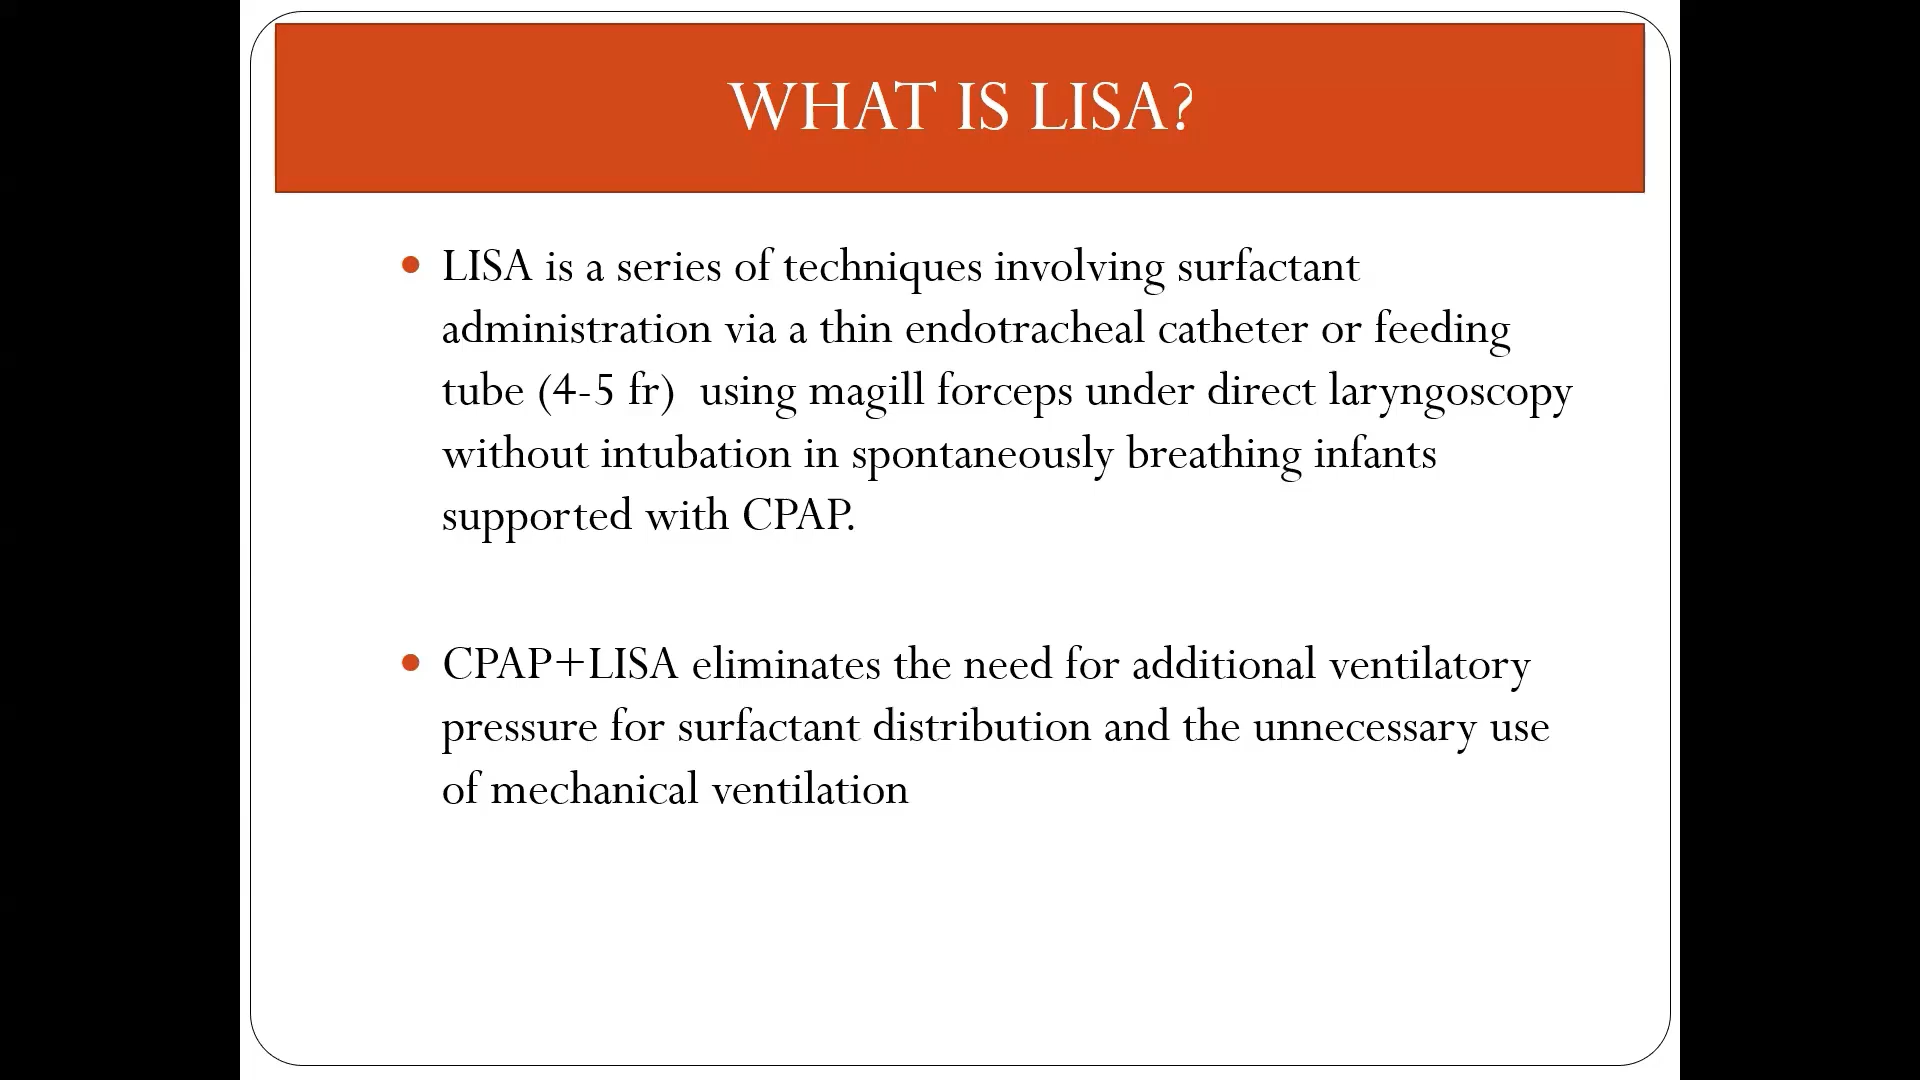 WHAT IS LISA?
LISA is a series of techniques involving surfactant
administration via a thin endotracheal catheter or feeding
tube (4-5 fr)  using magill forceps under direct laryngoscopy
without intubation in spontaneously breathing infants
supported with CPAP.
CPAP+LISA eliminates the need for additional ventilatory
pressure for surfactant distribution and the unnecessary use
of mechanical ventilation